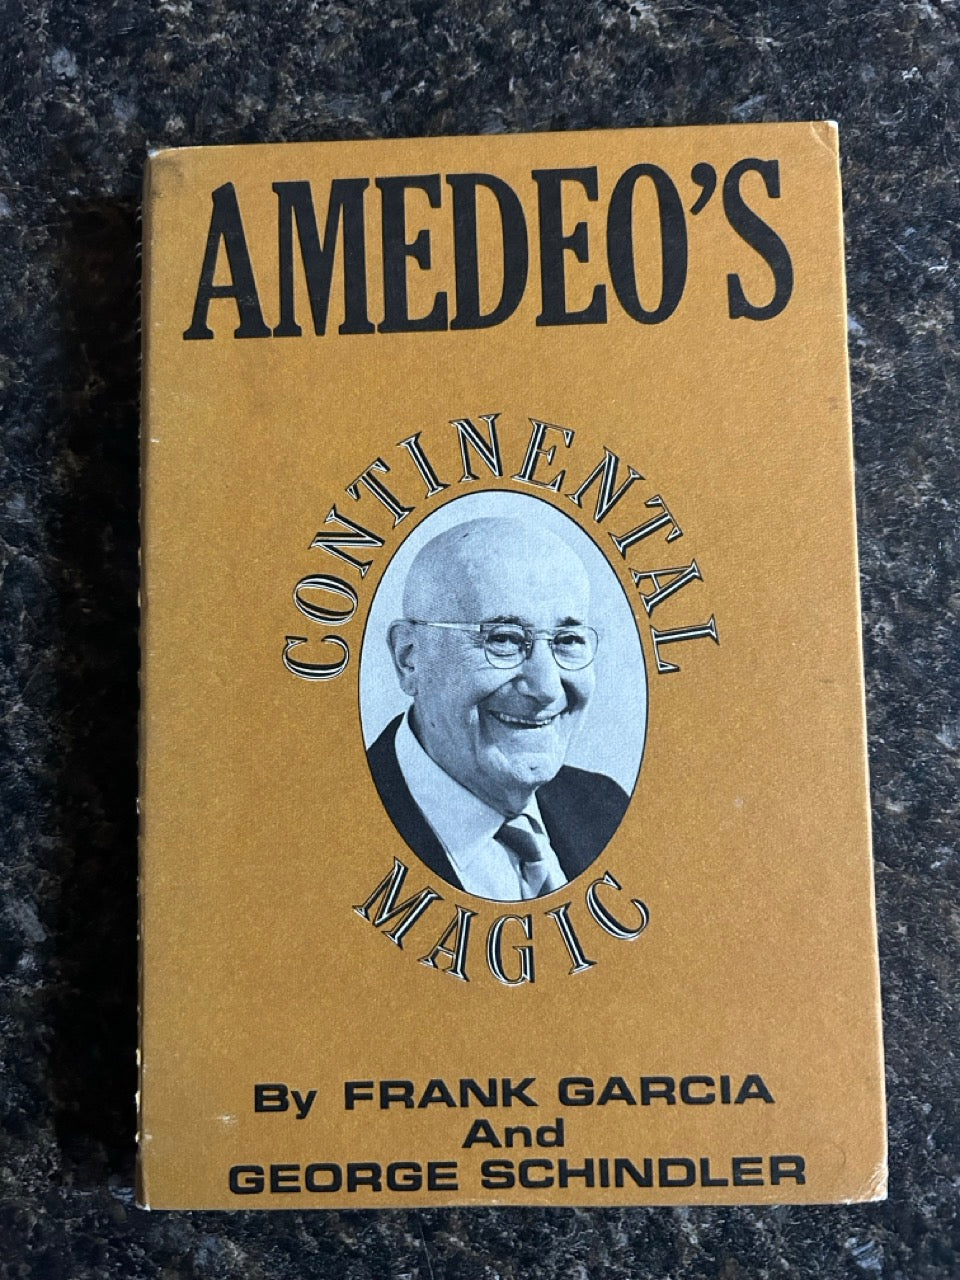 AMEDEO'S
CONTINENTAL
MAGIC
By FRANK GARCIA
And
GEORGE SCHINDLER